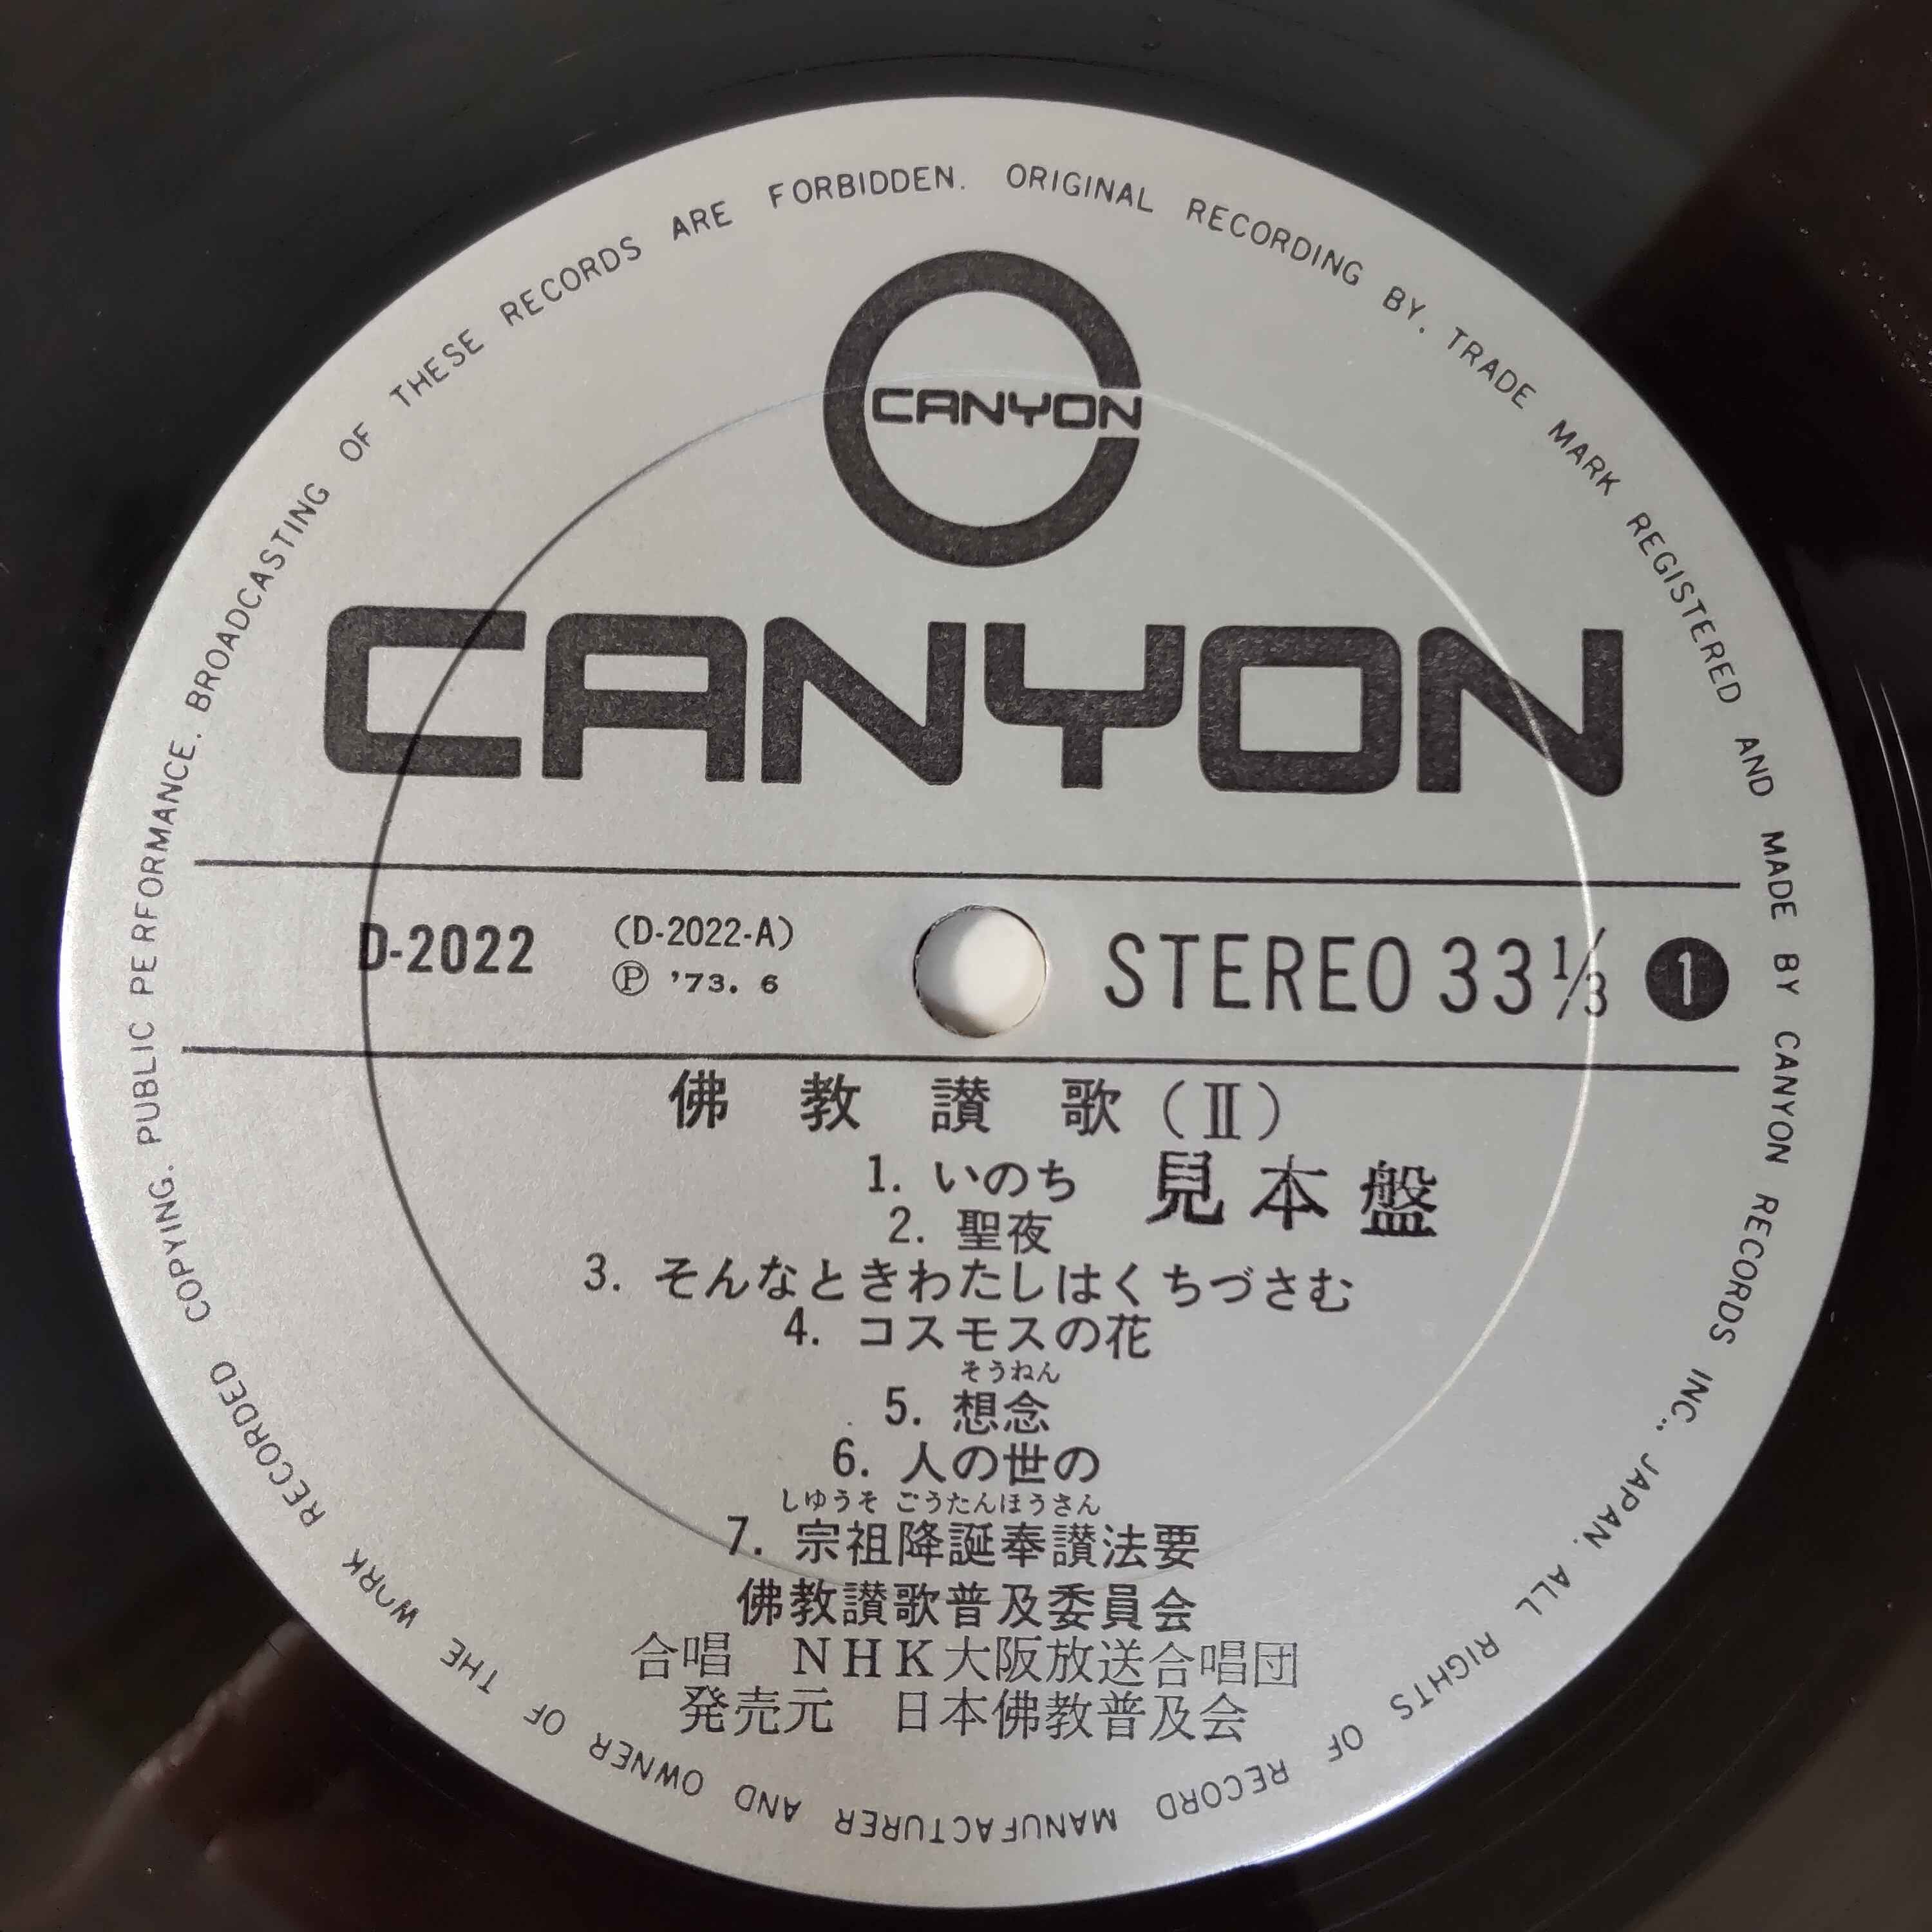 COPYING. PUBLIC PERFORMANCE. BROADCASTING OF THESE RECORDS ARE FORBIDDEN. ORIGINAL RECORDING BY. TRADE MARK REGISTERED AND MADE BY CANYON RECORDS INC., JAPAN. ALL RIGHTS OF RECORD MANUFACTURER AND OWNER OF THE WORK RECORDED
CANYON
CANYON
D-2022
(D-2022-A)
Ⓟ '73. 6
STEREO 33 1/3
1
佛教讃歌(Ⅱ)
1. いのち
見本盤
2. 聖夜
3. そんなときわたしはくちづさむ
4. コスモスの花
そうねん
5. 想念
6. 人の世の
しゆうそ ごうたんほうさん
7. 宗祖降誕奉讃法要
佛教讃歌普及委員会
合唱 NHK大阪放送合唱団
発売元 日本佛教普及会